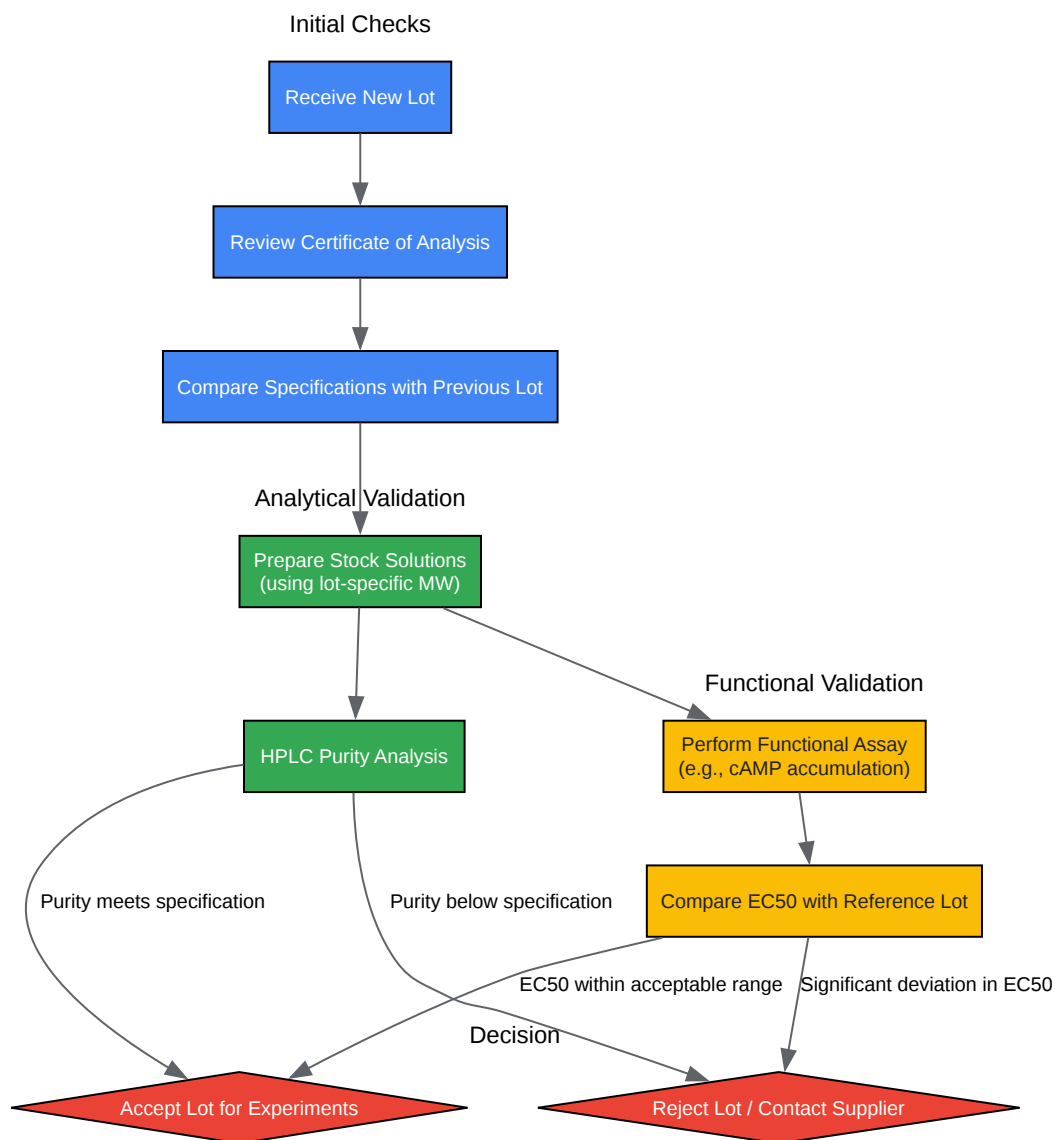 Initial Checks
Receive New Lot
Review Certificate of Analysis
Compare Specifications with Previous Lot
Analytical Validation
Prepare Stock Solutions
(using lot-specific MW)
Functional Validation
HPLC Purity Analysis
Perform Functional Assay
(e.g., cAMP accumulation)
Purity meets specification
Purity below specification
Compare EC50 with Reference Lot
EC50 within acceptable range
Significant deviation in EC50
Decision
Accept Lot for Experiments
Reject Lot / Contact Supplier